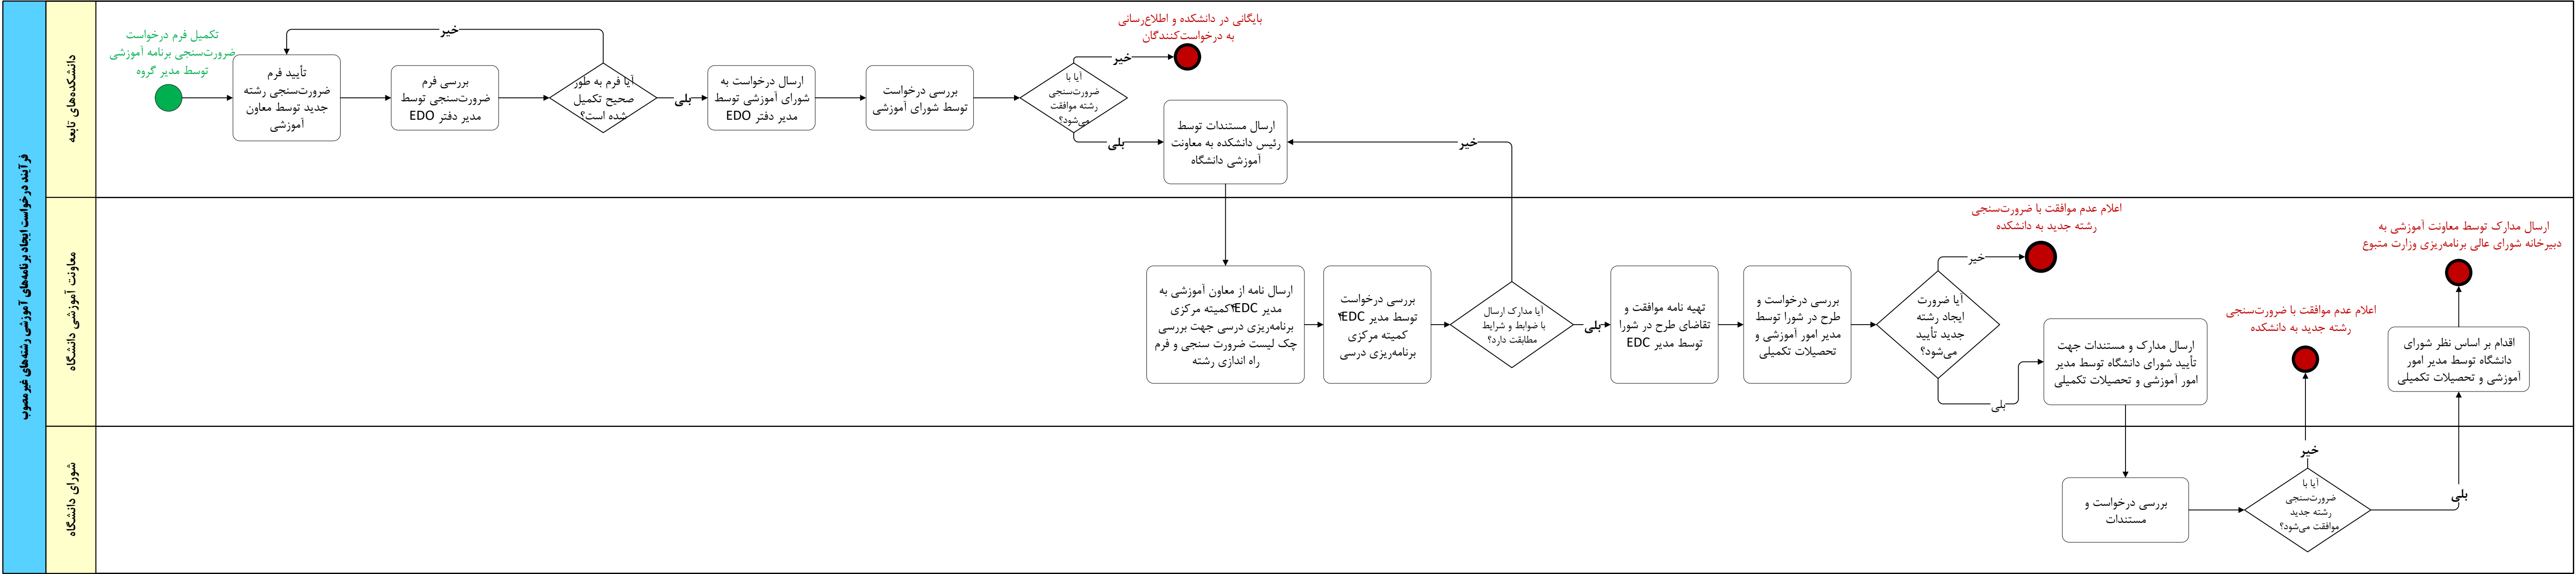 فرآیند درخواست ایجاد برنامه‌های آموزشی رشته‌های غیرمصوب
دانشکده‌های تابعه
تکمیل فرم درخواست
ضرورت‌سنجی برنامه آموزشی
توسط مدیر گروه
تأیید فرم
ضرورت‌سنجی رشته
جدید توسط معاون
آموزشی
بررسی فرم
ضرورت‌سنجی توسط
مدیر دفتر EDO
خیر
آیا فرم به طور
صحیح تکمیل
شده است؟
بلی
ارسال درخواست به
شورای آموزشی توسط
مدیر دفتر EDO
بررسی درخواست
توسط شورای آموزشی
آیا با
ضرورت‌سنجی
رشته موافقت
می‌شود؟
خیر
بایگانی در دانشکده و اطلاع‌رسانی
به درخواست‌کنندگان
بلی
ارسال مستندات توسط
رئیس دانشکده به معاونت
آموزشی دانشگاه
خیر
معاونت آموزشی دانشگاه
ارسال نامه از معاون آموزشی به
مدیر EDC کمیته مرکزی
برنامه‌ریزی درسی جهت بررسی
چک لیست ضرورت سنجی و فرم
راه اندازی رشته
بررسی درخواست
توسط مدیر EDC
کمیته مرکزی
برنامه‌ریزی درسی
آیا مدارک ارسال
با ضوابط و شرایط
مطابقت دارد؟
بلی
تهیه نامه موافقت و
تقاضای طرح در شورا
توسط مدیر EDC
بررسی درخواست و
طرح در شورا توسط
مدیر امور آموزشی و
تحصیلات تکمیلی
آیا ضرورت
ایجاد رشته
جدید تأیید
می‌شود؟
خیر
اعلام عدم موافقت با ضرورت‌سنجی
رشته جدید به دانشکده
بلی
ارسال مدارک و مستندات جهت
تأیید شورای دانشگاه توسط مدیر
امور آموزشی و تحصیلات تکمیلی
اعلام عدم موافقت با ضرورت‌سنجی
رشته جدید به دانشکده
ارسال مدارک توسط معاونت آموزشی به
دبیرخانه شورای عالی برنامه‌ریزی وزارت متبوع
اقدام بر اساس نظر شورای
دانشگاه توسط مدیر امور
آموزشی و تحصیلات تکمیلی
شورای دانشگاه
بررسی درخواست و
مستندات
خیر
آیا با
ضرورت‌سنجی
رشته جدید
موافقت می‌شود؟
بلی